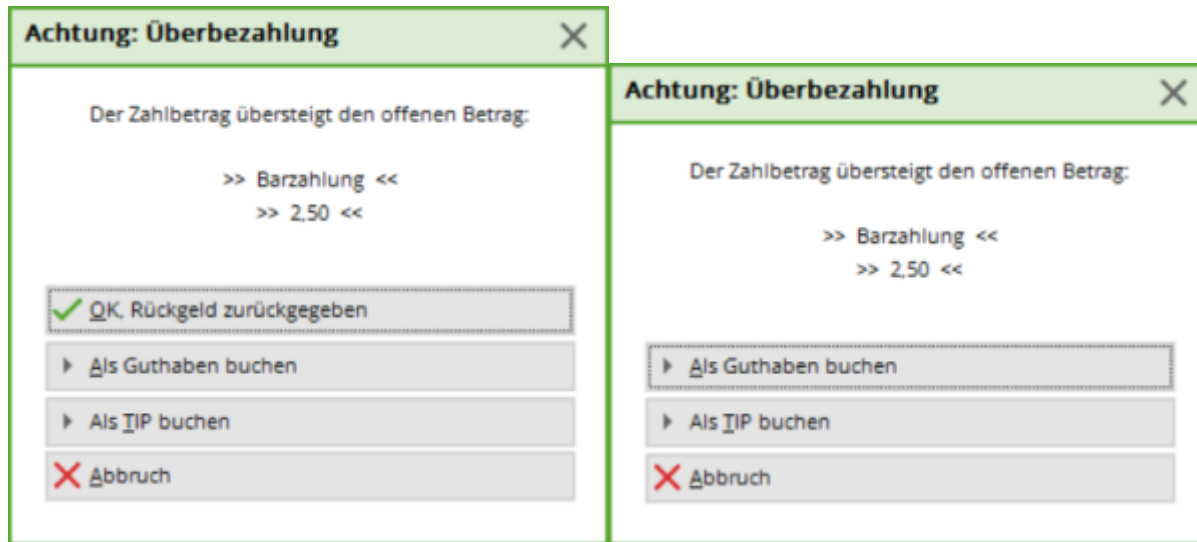 Achtung: Überbezahlung
Der Zahlbetrag übersteigt den offenen Betrag:
>> Barzahlung <<
>> 2,50 <<
OK, Rückgeld zurückgegeben
Als Guthaben buchen
Als TIP buchen
Abbruch
Achtung: Überbezahlung
Der Zahlbetrag übersteigt den offenen Betrag:
>> Barzahlung <<
>> 2,50 <<
Als Guthaben buchen
Als TIP buchen
Abbruch